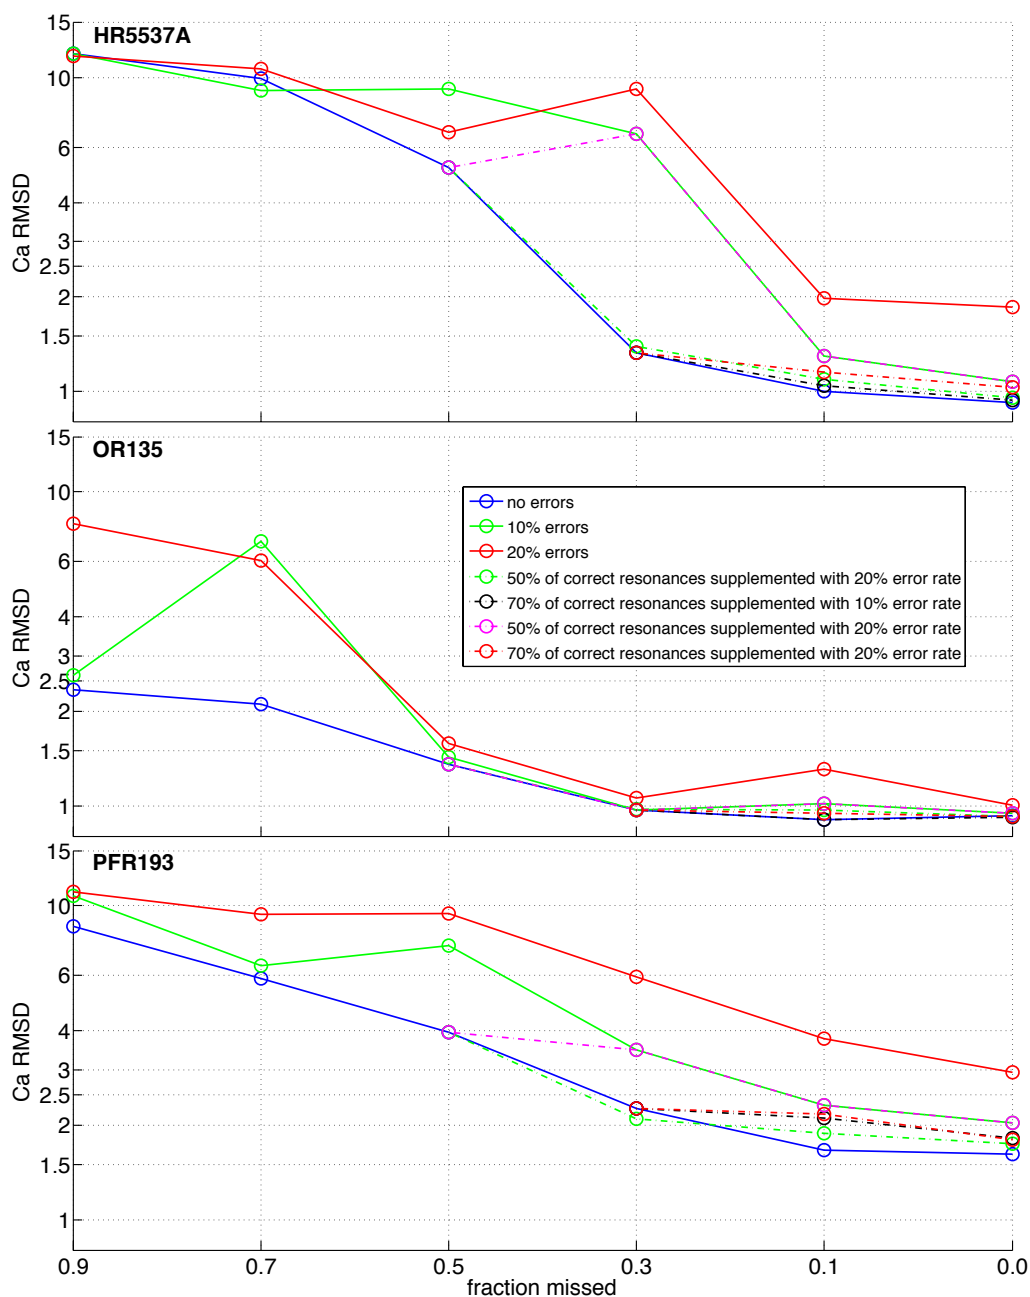 HR5537A
15
10
6
4
3
2.5
2
1.5
1
Ca RMSD
OR135
15
10
6
4
3
2.5
2
1.5
1
Ca RMSD
no errors
10% errors
20% errors
50% of correct resonances supplemented with 20% error rate
70% of correct resonances supplemented with 10% error rate
50% of correct resonances supplemented with 20% error rate
70% of correct resonances supplemented with 20% error rate
PFR193
15
10
6
4
3
2.5
2
1.5
1
Ca RMSD
0.9 0.7 0.5 0.3 0.1 0.0
fraction missed